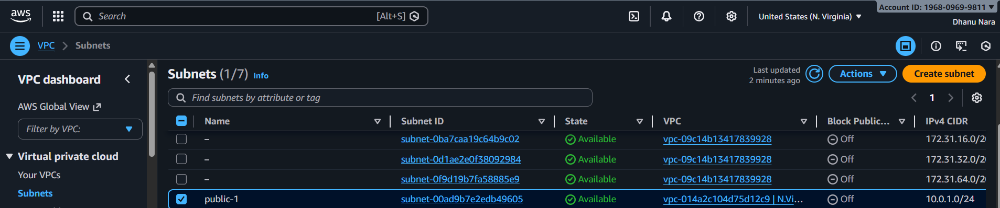 aws
Search [Alt+S]
United States (N. Virginia)
Account ID: 1968-0969-9811
Dhanu Nara
VPC > Subnets
VPC dashboard
AWS Global View
Filter by VPC:
Virtual private cloud
Your VPCs
Subnets
Subnets (1/7) Info
Last updated
2 minutes ago
Actions
Create subnet
Find subnets by attribute or tag
1
Name Subnet ID State VPC Block Public... IPv4 CIDR
– subnet-0ba7caa19c64b9c02 Available vpc-09c14b13417839928 Off 172.31.16.0/20
– subnet-0d1ae2e0f38092984 Available vpc-09c14b13417839928 Off 172.31.32.0/20
– subnet-0f9d19b7fa58885e9 Available vpc-09c14b13417839928 Off 172.31.64.0/20
public-1 subnet-00ad9b7e2edb49605 Available vpc-014a2c104d75d12c9 | N.Vi... Off 10.0.1.0/24